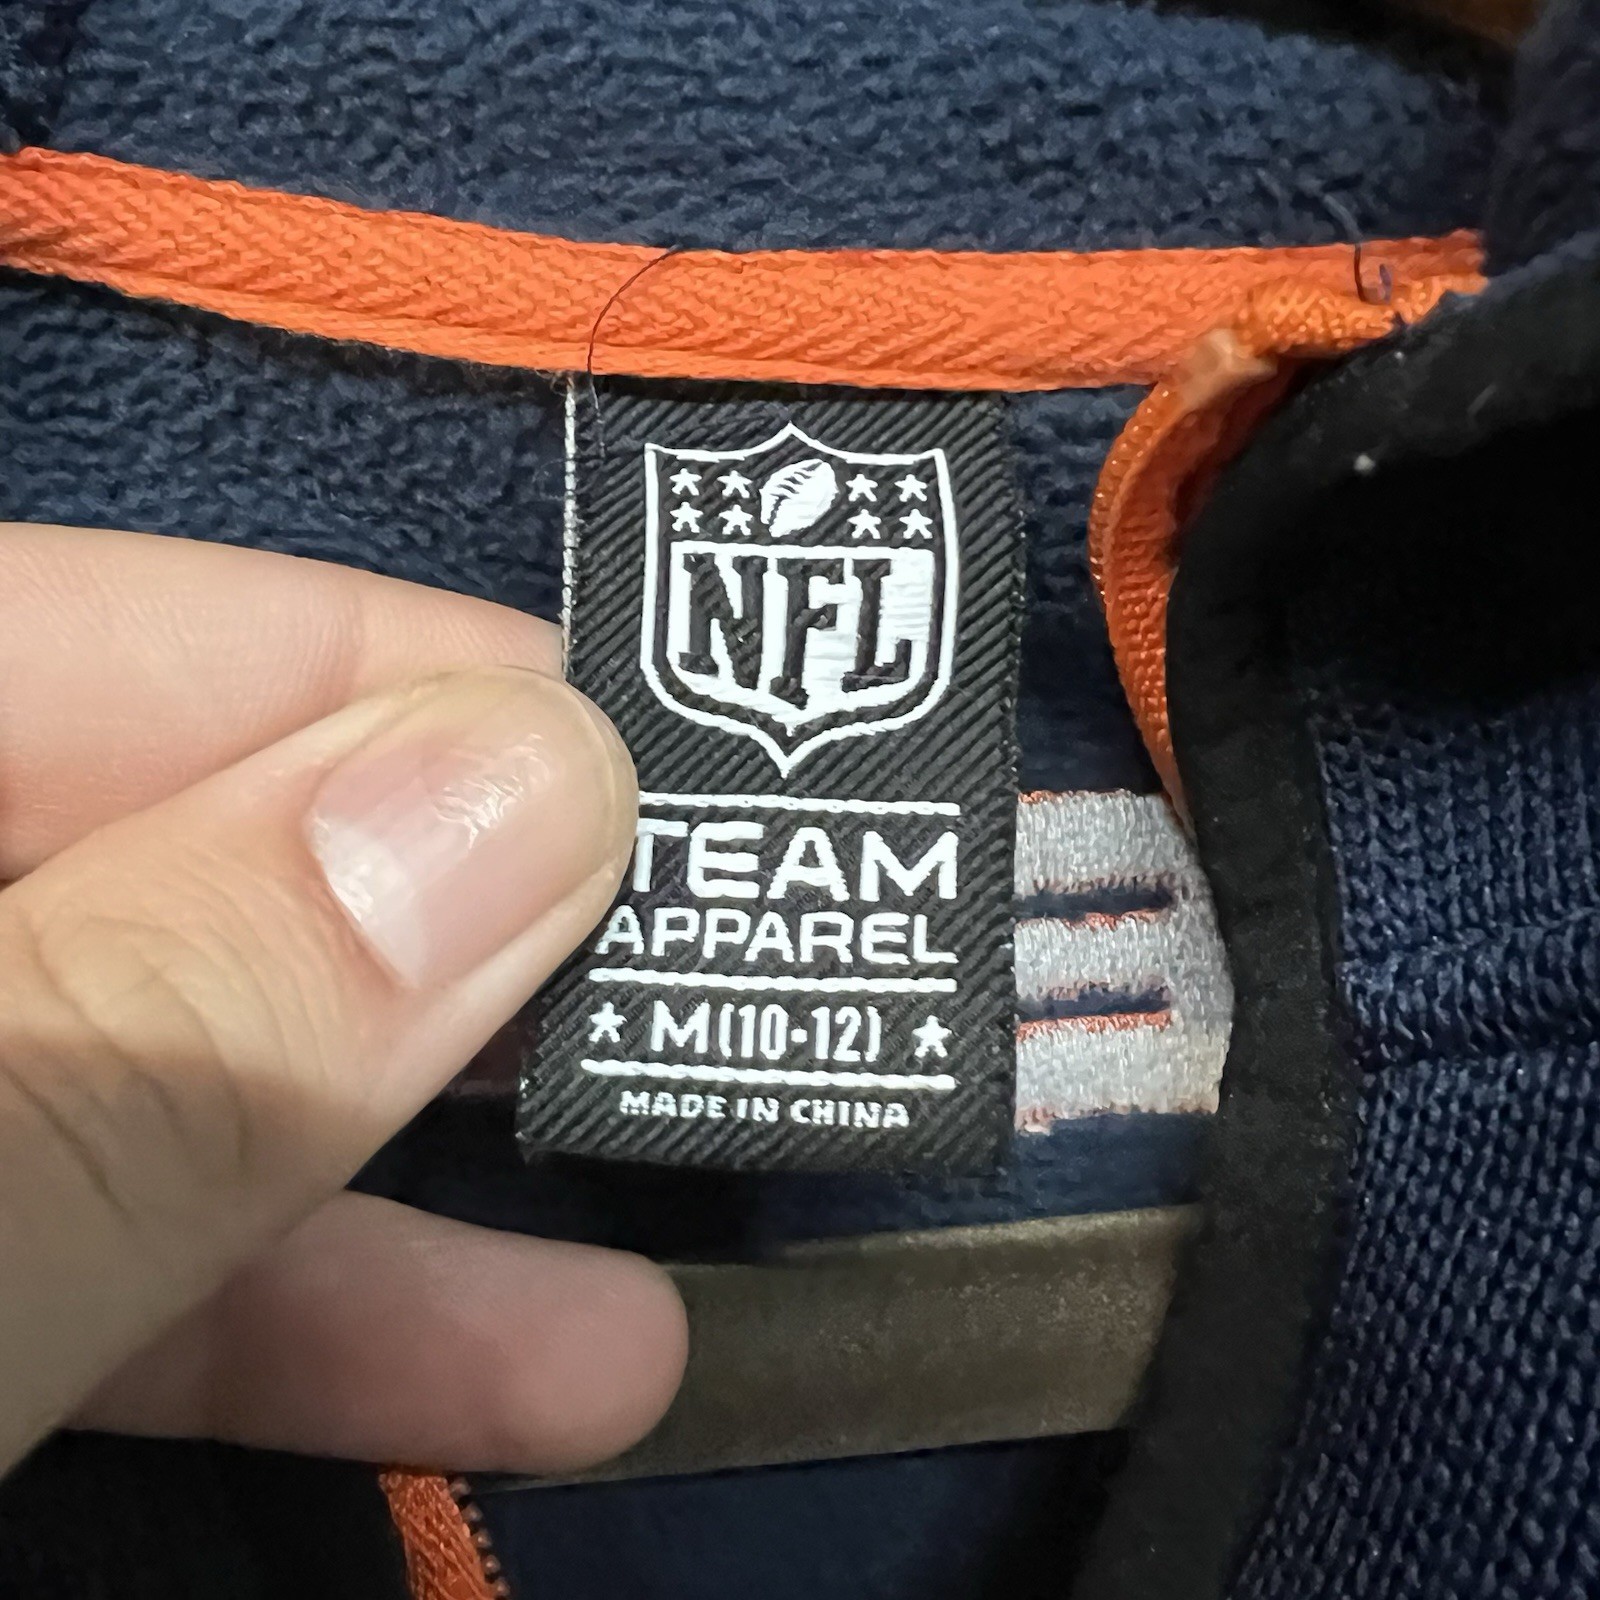 NFL
TEAM
APPAREL
M(10-12)
MADE IN CHINA